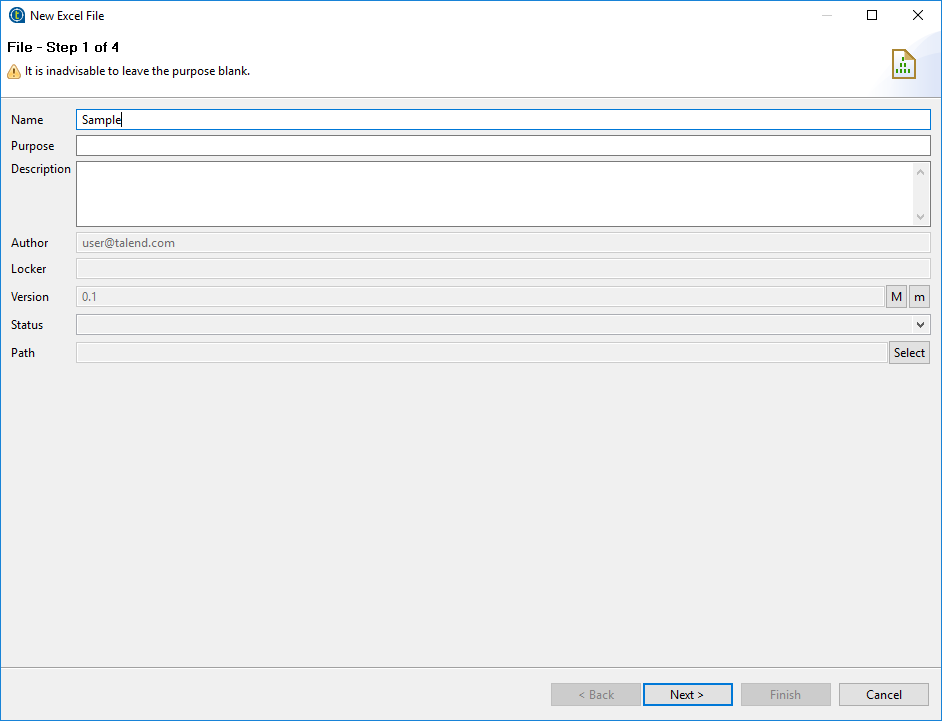 New Excel File
File - Step 1 of 4
It is inadvisable to leave the purpose blank.
Name Sample
Purpose
Description
Author user@talend.com
Locker
Version 0.1 M m
Status
Path Select
< Back Next > Finish Cancel